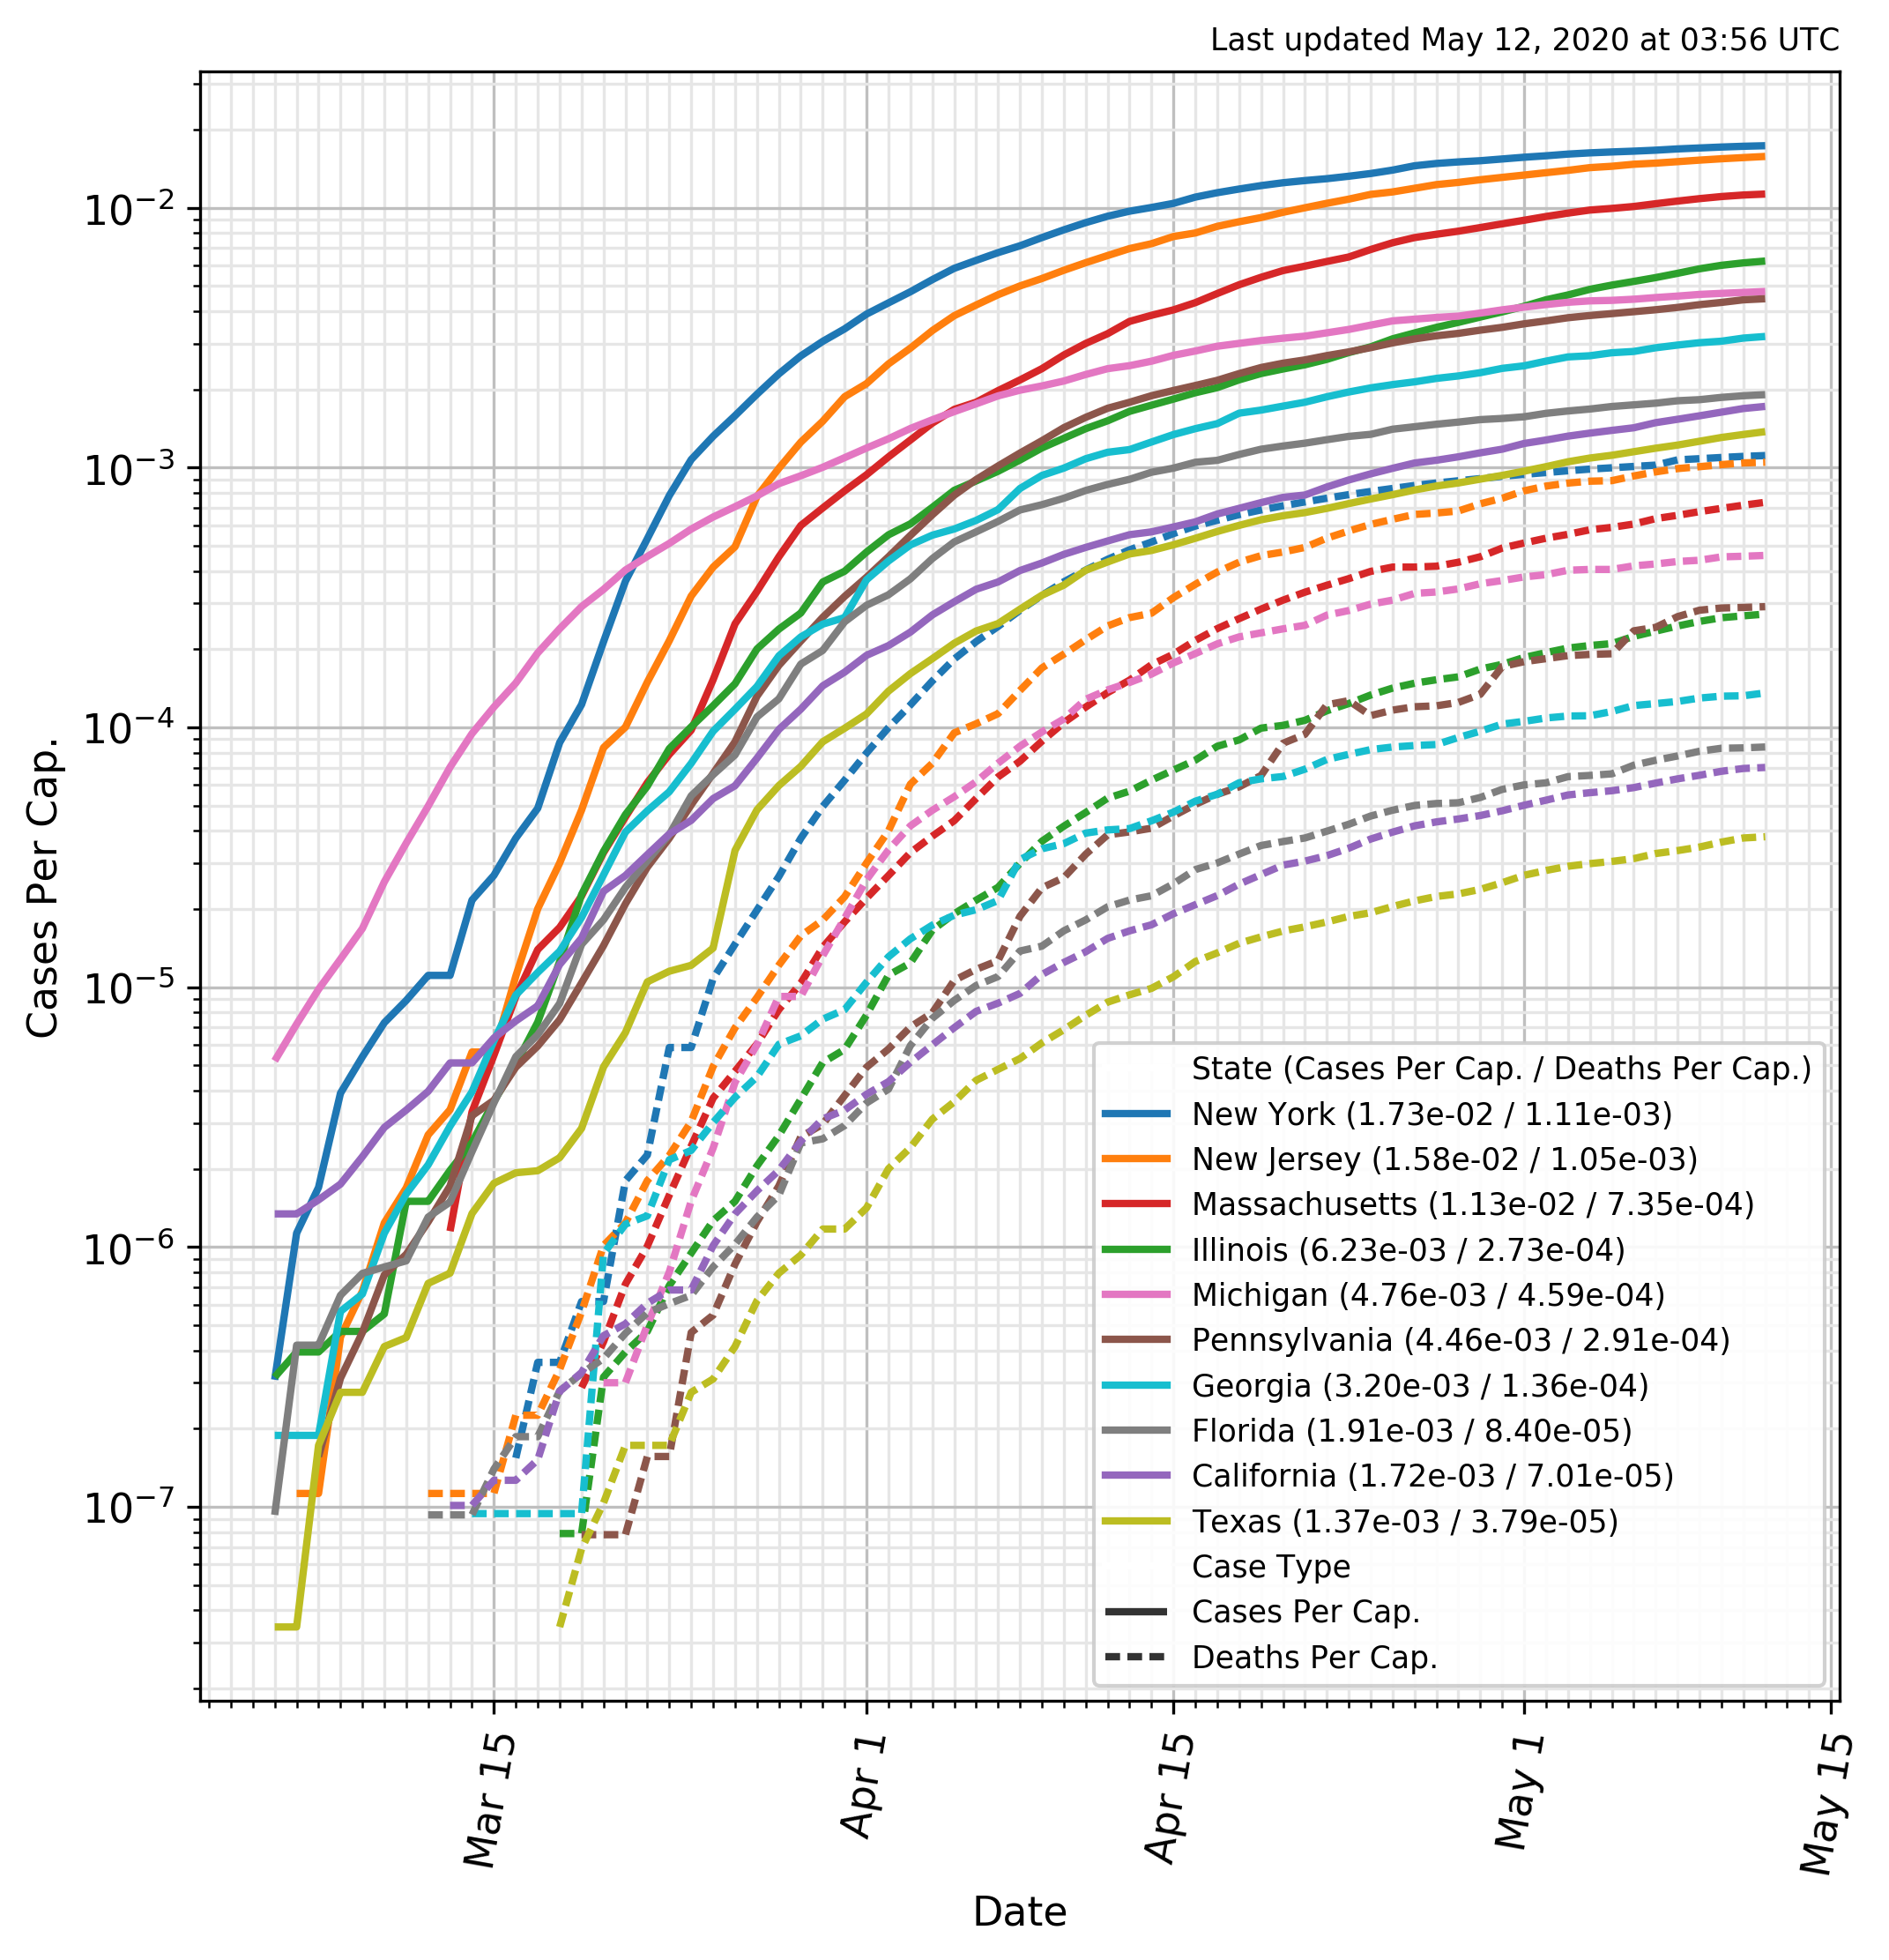 Last updated May 12, 2020 at 03:56 UTC
Cases Per Cap.
10⁻²
10⁻³
10⁻⁴
10⁻⁵
10⁻⁶
10⁻⁷
State (Cases Per Cap. / Deaths Per Cap.)
New York (1.73e-02 / 1.11e-03)
New Jersey (1.58e-02 / 1.05e-03)
Massachusetts (1.13e-02 / 7.35e-04)
Illinois (6.23e-03 / 2.73e-04)
Michigan (4.76e-03 / 4.59e-04)
Pennsylvania (4.46e-03 / 2.91e-04)
Georgia (3.20e-03 / 1.36e-04)
Florida (1.91e-03 / 8.40e-05)
California (1.72e-03 / 7.01e-05)
Texas (1.37e-03 / 3.79e-05)
Case Type
Cases Per Cap.
Deaths Per Cap.
Mar 15
Apr 1
Apr 15
May 1
May 15
Date